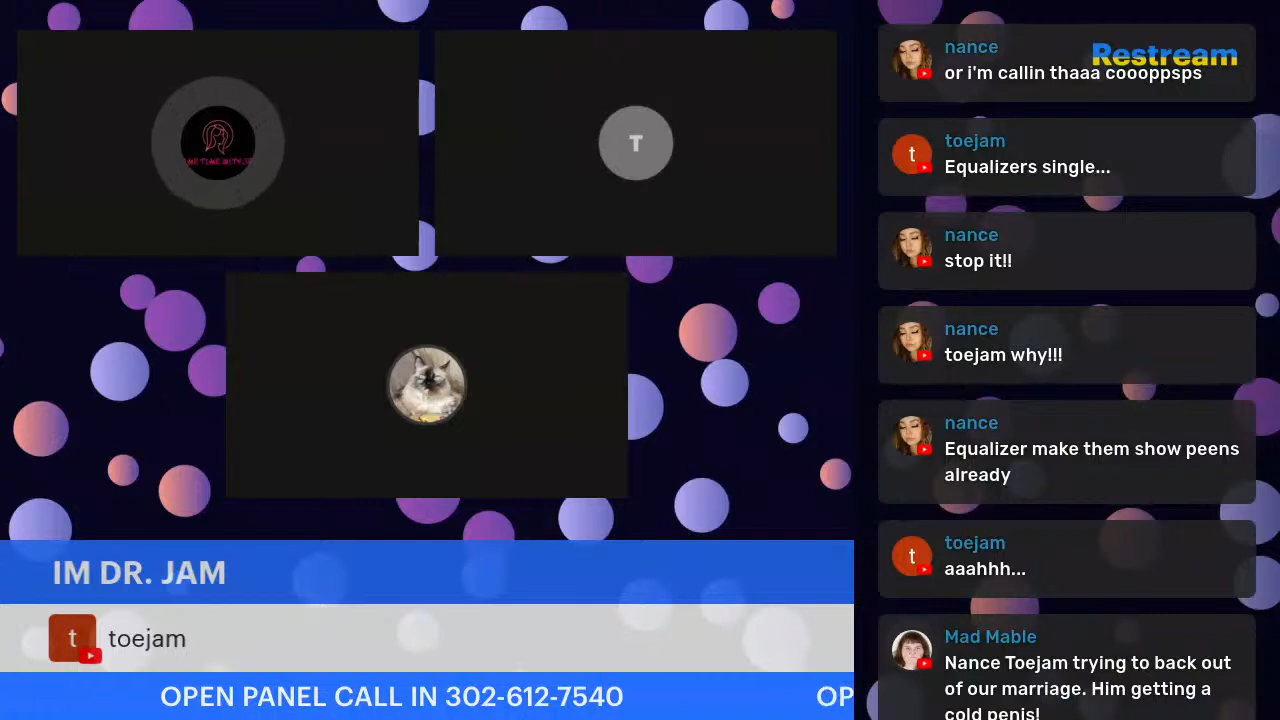 T
IM DR. JAM
t
toejam
OPEN PANEL CALL IN 302-612-7540
OP
Restream
nance
or i'm callin thaaa coooppsps
t
toejam
Equalizers single...
nance
stop it!!
nance
toejam why!!!
nance
Equalizer make them show peens
already
t
toejam
aaahhh...
Mad Mable
Nance Toejam trying to back out
of our marriage. Him getting a
cold penis!